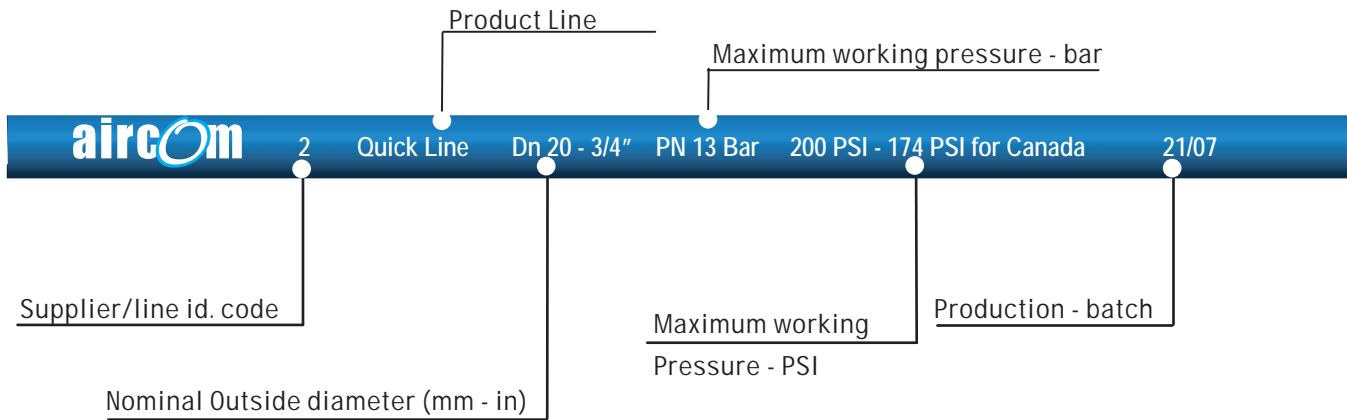 Product Line
Maximum working pressure - bar
aircom 2 Quick Line Dn 20 - 3/4" PN 13 Bar 200 PSI - 174 PSI for Canada 21/07
Supplier/line id. code
Maximum working
Pressure - PSI
Production - batch
Nominal Outside diameter (mm - in)